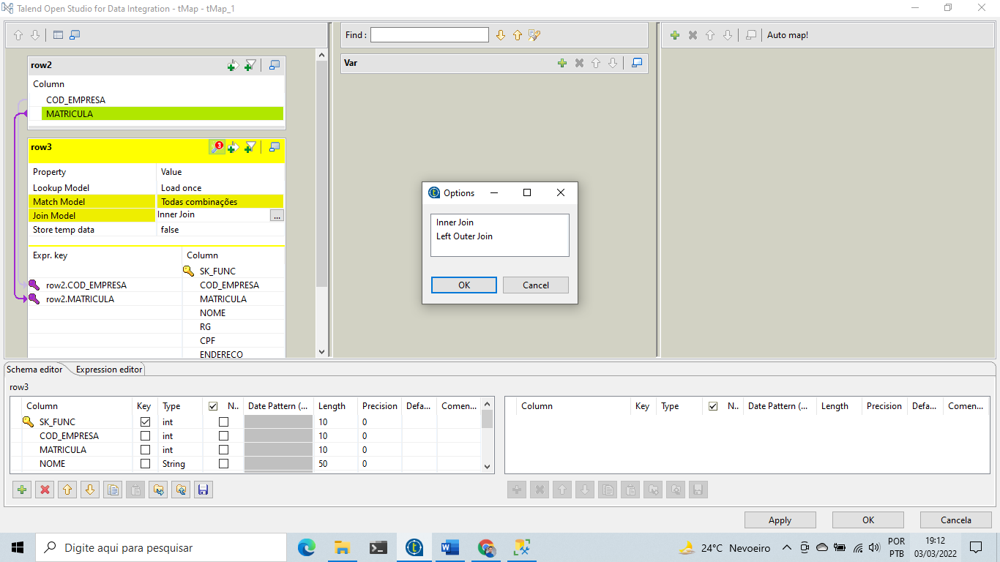 Talend Open Studio for Data Integration - tMap - tMap_1
Find :
Auto map!
row2
Column
COD_EMPRESA
MATRICULA
Var
row3
3
Property Value
Lookup Model Load once
Match Model Todas combinações
Join Model Inner Join ...
Store temp data false
Expr. key Column
SK_FUNC
row2.COD_EMPRESA COD_EMPRESA
row2.MATRICULA MATRICULA
NOME
RG
CPF
ENDERECO
Options
Inner Join
Left Outer Join
OK Cancel
Schema editor Expression editor
row3
Column Key Type N.. Date Pattern (... Length Precision Defa... Comen...
SK_FUNC int 10 0
COD_EMPRESA int 10 0
MATRICULA int 10 0
NOME String 50 0
Column Key Type N.. Date Pattern (... Length Precision Defa... Comen...
Apply OK Cancela
Digite aqui para pesquisar
24°C Nevoeiro
POR
PTB
19:12
03/03/2022